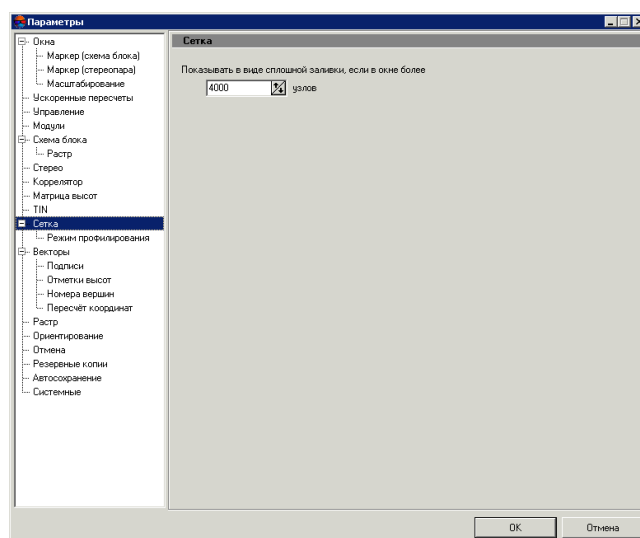 Параметры
Окна
Маркер (схема блока)
Маркер (стереопара)
Масштабирование
Ускоренные пересчеты
Управление
Модули
Схема блока
Растр
Стерео
Коррелятор
Матрица высот
TIN
Сетка
Режим профилирования
Векторы
Подписи
Отметки высот
Номера вершин
Пересчёт координат
Растр
Ориентирование
Отмена
Резервные копии
Автосохранение
Системные
Сетка
Показывать в виде сплошной заливки, если в окне более
4000 узлов
OK Отмена